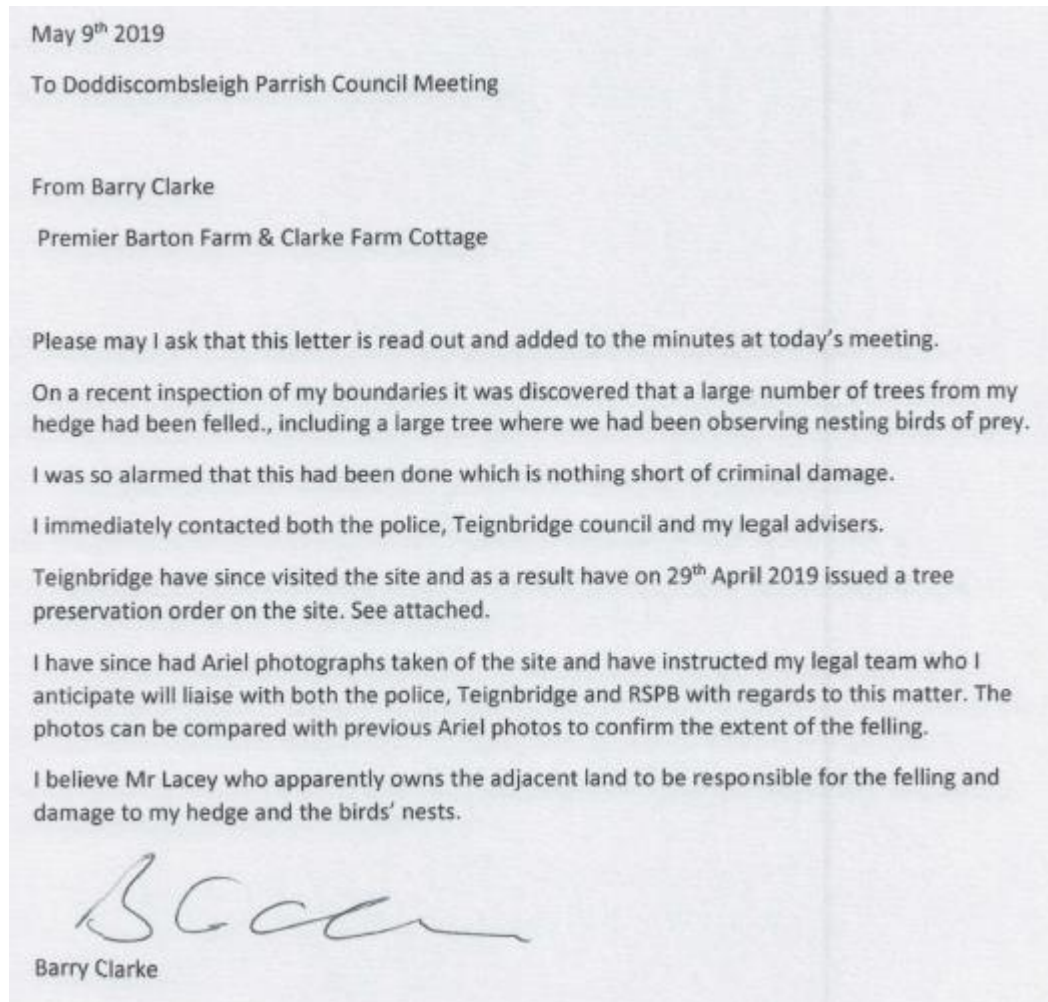 May 9th 2019
To Doddiscombsleigh Parrish Council Meeting
From Barry Clarke
Premier Barton Farm & Clarke Farm Cottage
Please may I ask that this letter is read out and added to the minutes at today's meeting.
On a recent inspection of my boundaries it was discovered that a large number of trees from my
hedge had been felled., including a large tree where we had been observing nesting birds of prey.
I was so alarmed that this had been done which is nothing short of criminal damage.
I immediately contacted both the police, Teignbridge council and my legal advisers.
Teignbridge have since visited the site and as a result have on 29th April 2019 issued a tree
preservation order on the site. See attached.
I have since had Ariel photographs taken of the site and have instructed my legal team who I
anticipate will liaise with both the police, Teignbridge and RSPB with regards to this matter. The
photos can be compared with previous Ariel photos to confirm the extent of the felling.
I believe Mr Lacey who apparently owns the adjacent land to be responsible for the felling and
damage to my hedge and the birds' nests.
Barry Clarke